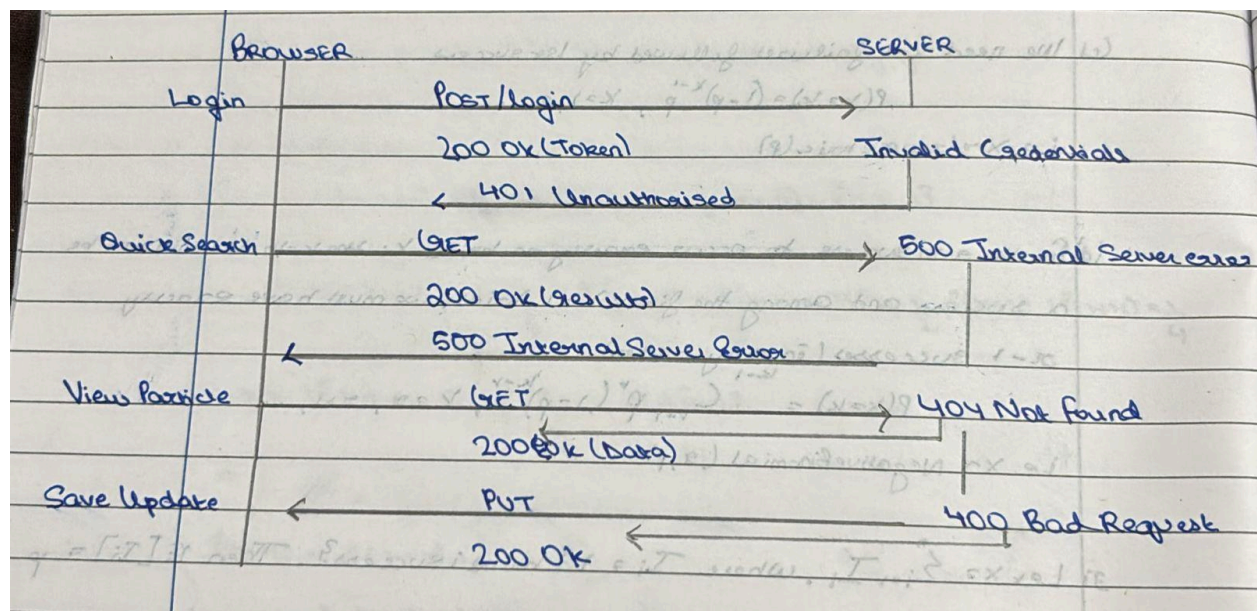 BROWSER SERVER
Login POST/login
200 OK (Token) Invalid Credentials
401 Unauthorised
Quick Search GET 500 Internal Server error
200 OK (results)
500 Internal Server Error
View Particle GET 404 Not Found
200 OK (Data)
Save Update PUT 400 Bad Request
200 OK